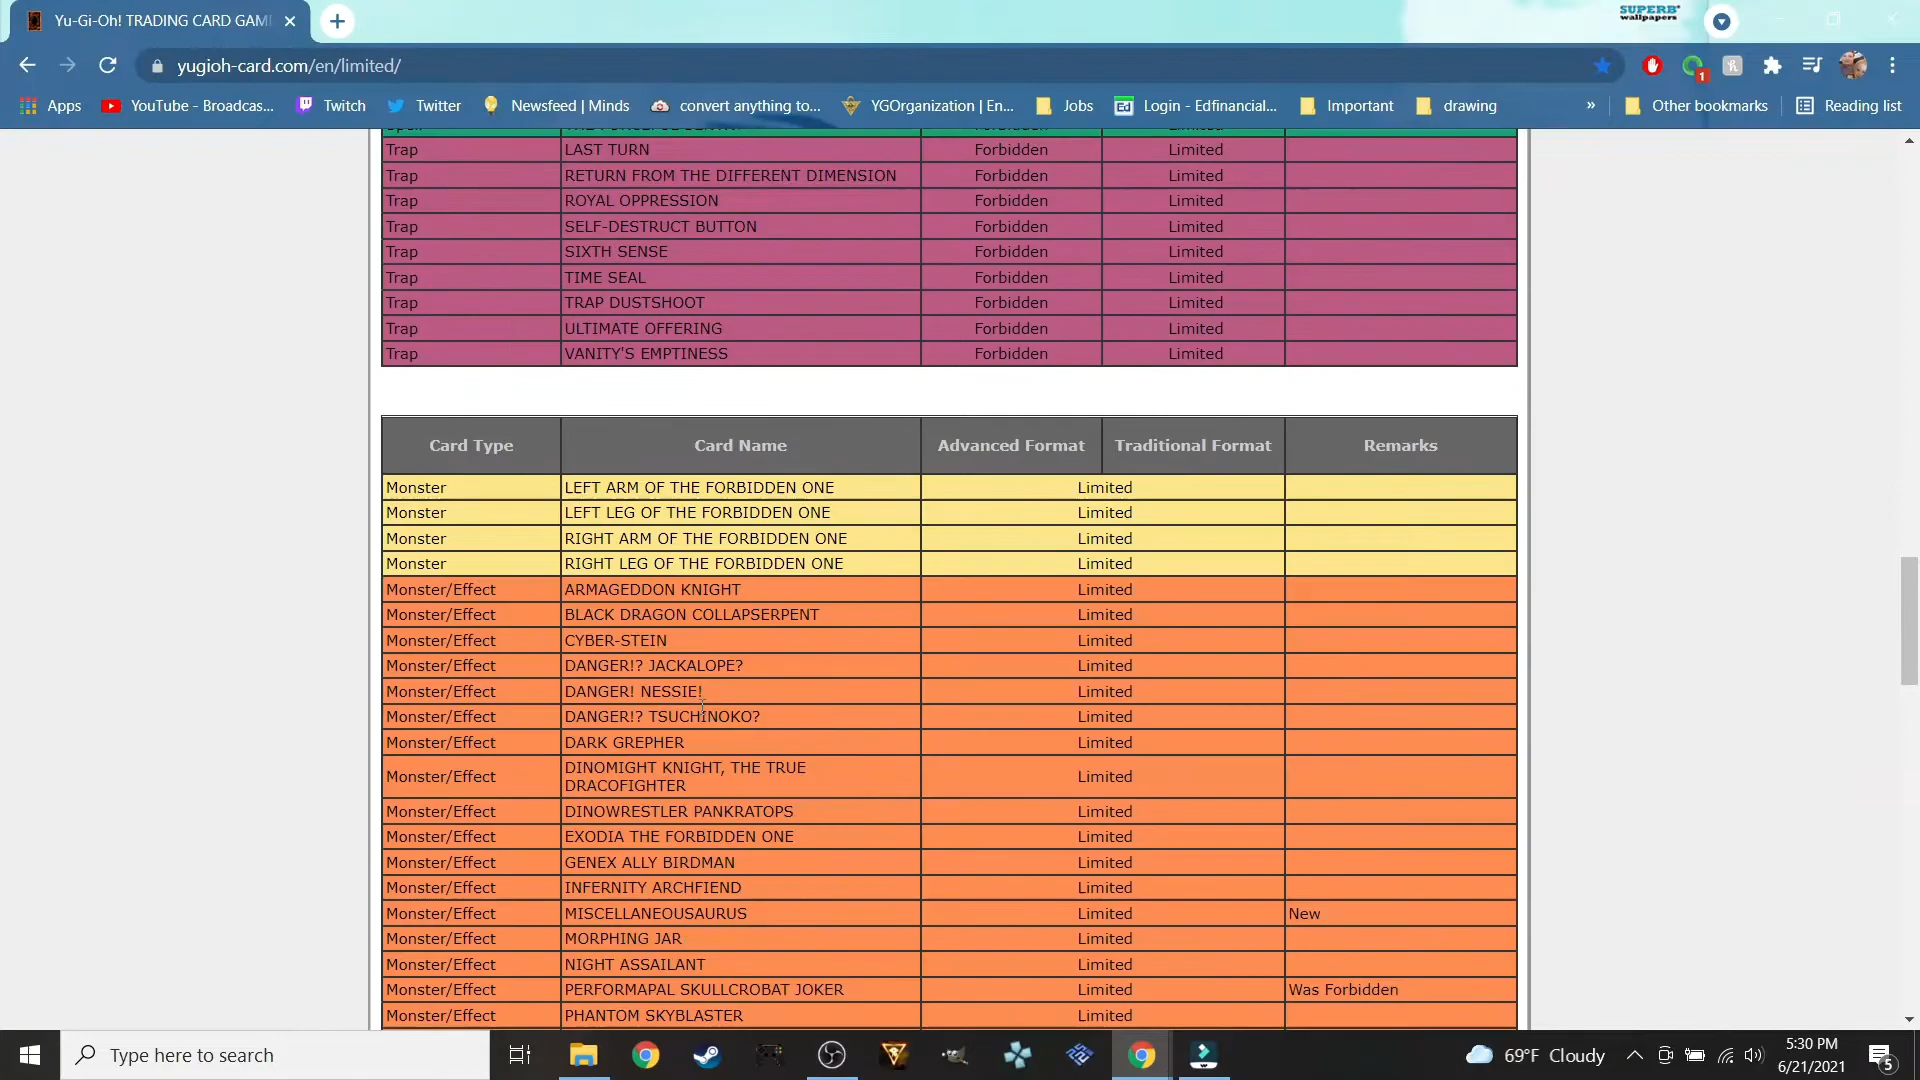 Yu-Gi-Oh! TRADING CARD GAM
SUPERB
wallpapers
yugioh-card.com/en/limited/
1
Apps YouTube - Broadcas... Twitch Twitter Newsfeed | Minds convert anything to... YGOrganization | En... Jobs Ed Login - Edfinancial... Important drawing » Other bookmarks Reading list
Trap LAST TURN Forbidden Limited
Trap RETURN FROM THE DIFFERENT DIMENSION Forbidden Limited
Trap ROYAL OPPRESSION Forbidden Limited
Trap SELF-DESTRUCT BUTTON Forbidden Limited
Trap SIXTH SENSE Forbidden Limited
Trap TIME SEAL Forbidden Limited
Trap TRAP DUSTSHOOT Forbidden Limited
Trap ULTIMATE OFFERING Forbidden Limited
Trap VANITY'S EMPTINESS Forbidden Limited
Card Type Card Name Advanced Format Traditional Format Remarks
Monster LEFT ARM OF THE FORBIDDEN ONE Limited
Monster LEFT LEG OF THE FORBIDDEN ONE Limited
Monster RIGHT ARM OF THE FORBIDDEN ONE Limited
Monster RIGHT LEG OF THE FORBIDDEN ONE Limited
Monster/Effect ARMAGEDDON KNIGHT Limited
Monster/Effect BLACK DRAGON COLLAPSERPENT Limited
Monster/Effect CYBER-STEIN Limited
Monster/Effect DANGER!? JACKALOPE? Limited
Monster/Effect DANGER! NESSIE! Limited
Monster/Effect DANGER!? TSUCHINOKO? Limited
Monster/Effect DARK GREPHER Limited
Monster/Effect DINOMIGHT KNIGHT, THE TRUE
DRACOFIGHTER Limited
Monster/Effect DINOWRESTLER PANKRATOPS Limited
Monster/Effect EXODIA THE FORBIDDEN ONE Limited
Monster/Effect GENEX ALLY BIRDMAN Limited
Monster/Effect INFERNITY ARCHFIEND Limited
Monster/Effect MISCELLANEOUSAURUS Limited New
Monster/Effect MORPHING JAR Limited
Monster/Effect NIGHT ASSAILANT Limited
Monster/Effect PERFORMAPAL SKULLCROBAT JOKER Limited Was Forbidden
Monster/Effect PHANTOM SKYBLASTER Limited
Type here to search
69°F Cloudy
5:30 PM
6/21/2021
5